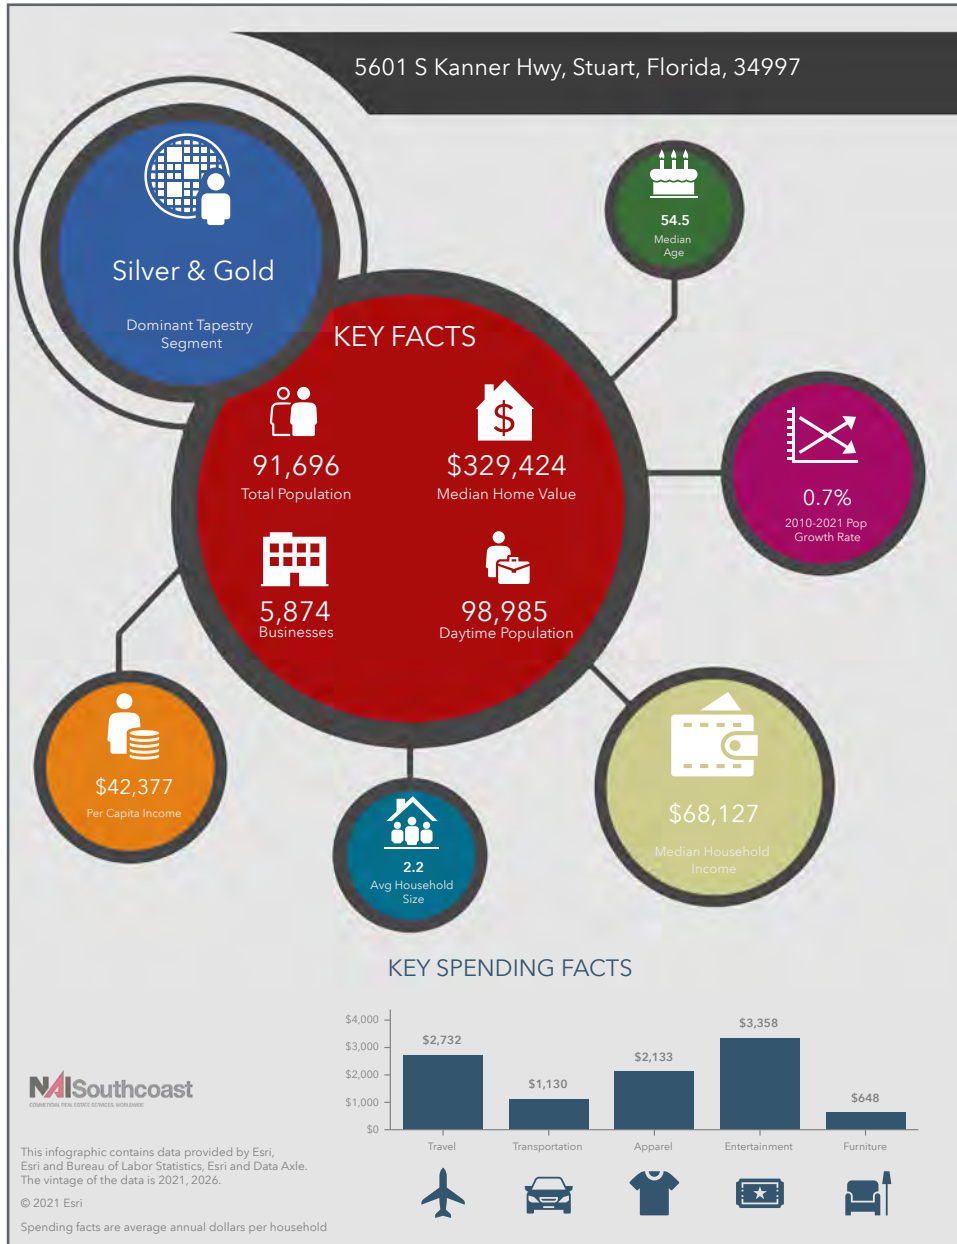 5601 S Kanner Hwy, Stuart, Florida, 34997
Silver & Gold
Dominant Tapestry
Segment
54.5
Median
Age
KEY FACTS
91,696
Total Population
$329,424
Median Home Value
5,874
Businesses
98,985
Daytime Population
0.7%
2010-2021 Pop
Growth Rate
$42,377
Per Capita Income
2.2
Avg Household
Size
$68,127
Median Household
Income
KEY SPENDING FACTS
$4,000
$3,000
$2,000
$1,000
$0
$2,732
$1,130
$2,133
$3,358
$648
Travel
Transportation
Apparel
Entertainment
Furniture
NAISouthcoast
COMMERCIAL REAL ESTATE SERVICES, WORLDWIDE
This infographic contains data provided by Esri,
Esri and Bureau of Labor Statistics, Esri and Data Axle.
The vintage of the data is 2021, 2026.
© 2021 Esri
Spending facts are average annual dollars per household